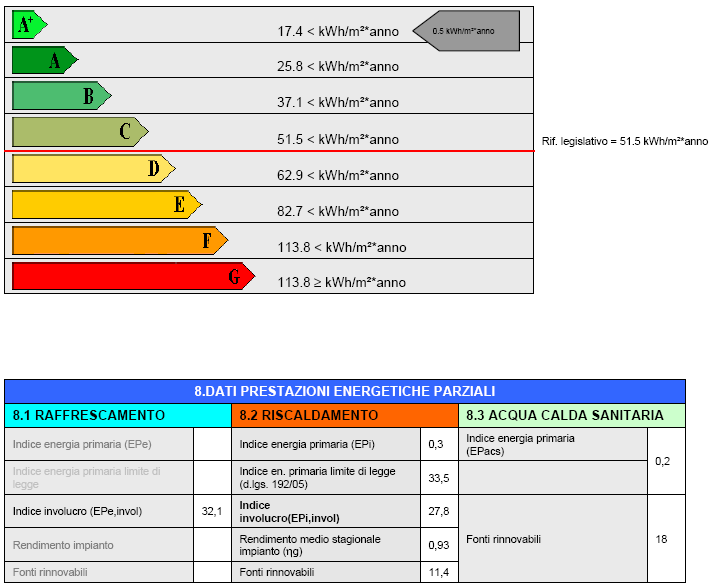 A+ 17.4 < kWh/m²*anno 0.5 kWh/m²*anno
A 25.8 < kWh/m²*anno
B 37.1 < kWh/m²*anno
C 51.5 < kWh/m²*anno
Rif. legislativo = 51.5 kWh/m²*anno
D 62.9 < kWh/m²*anno
E 82.7 < kWh/m²*anno
F 113.8 < kWh/m²*anno
G 113.8 ≥ kWh/m²*anno
8.DATI PRESTAZIONI ENERGETICHE PARZIALI
8.1 RAFFRESCAMENTO 8.2 RISCALDAMENTO 8.3 ACQUA CALDA SANITARIA
Indice energia primaria (EPe)
Indice energia primaria (EPi) 0,3
Indice energia primaria
(EPacs)
0,2
Indice energia primaria limite di
legge
Indice en. primaria limite di legge
(d.lgs. 192/05)
33,5
Indice involucro (EPe,invol) 32,1
Indice
involucro(EPi,invol)
27,8
Fonti rinnovabili 18
Rendimento impianto
Rendimento medio stagionale
impianto (ηg)
0,93
Fonti rinnovabili
Fonti rinnovabili 11,4